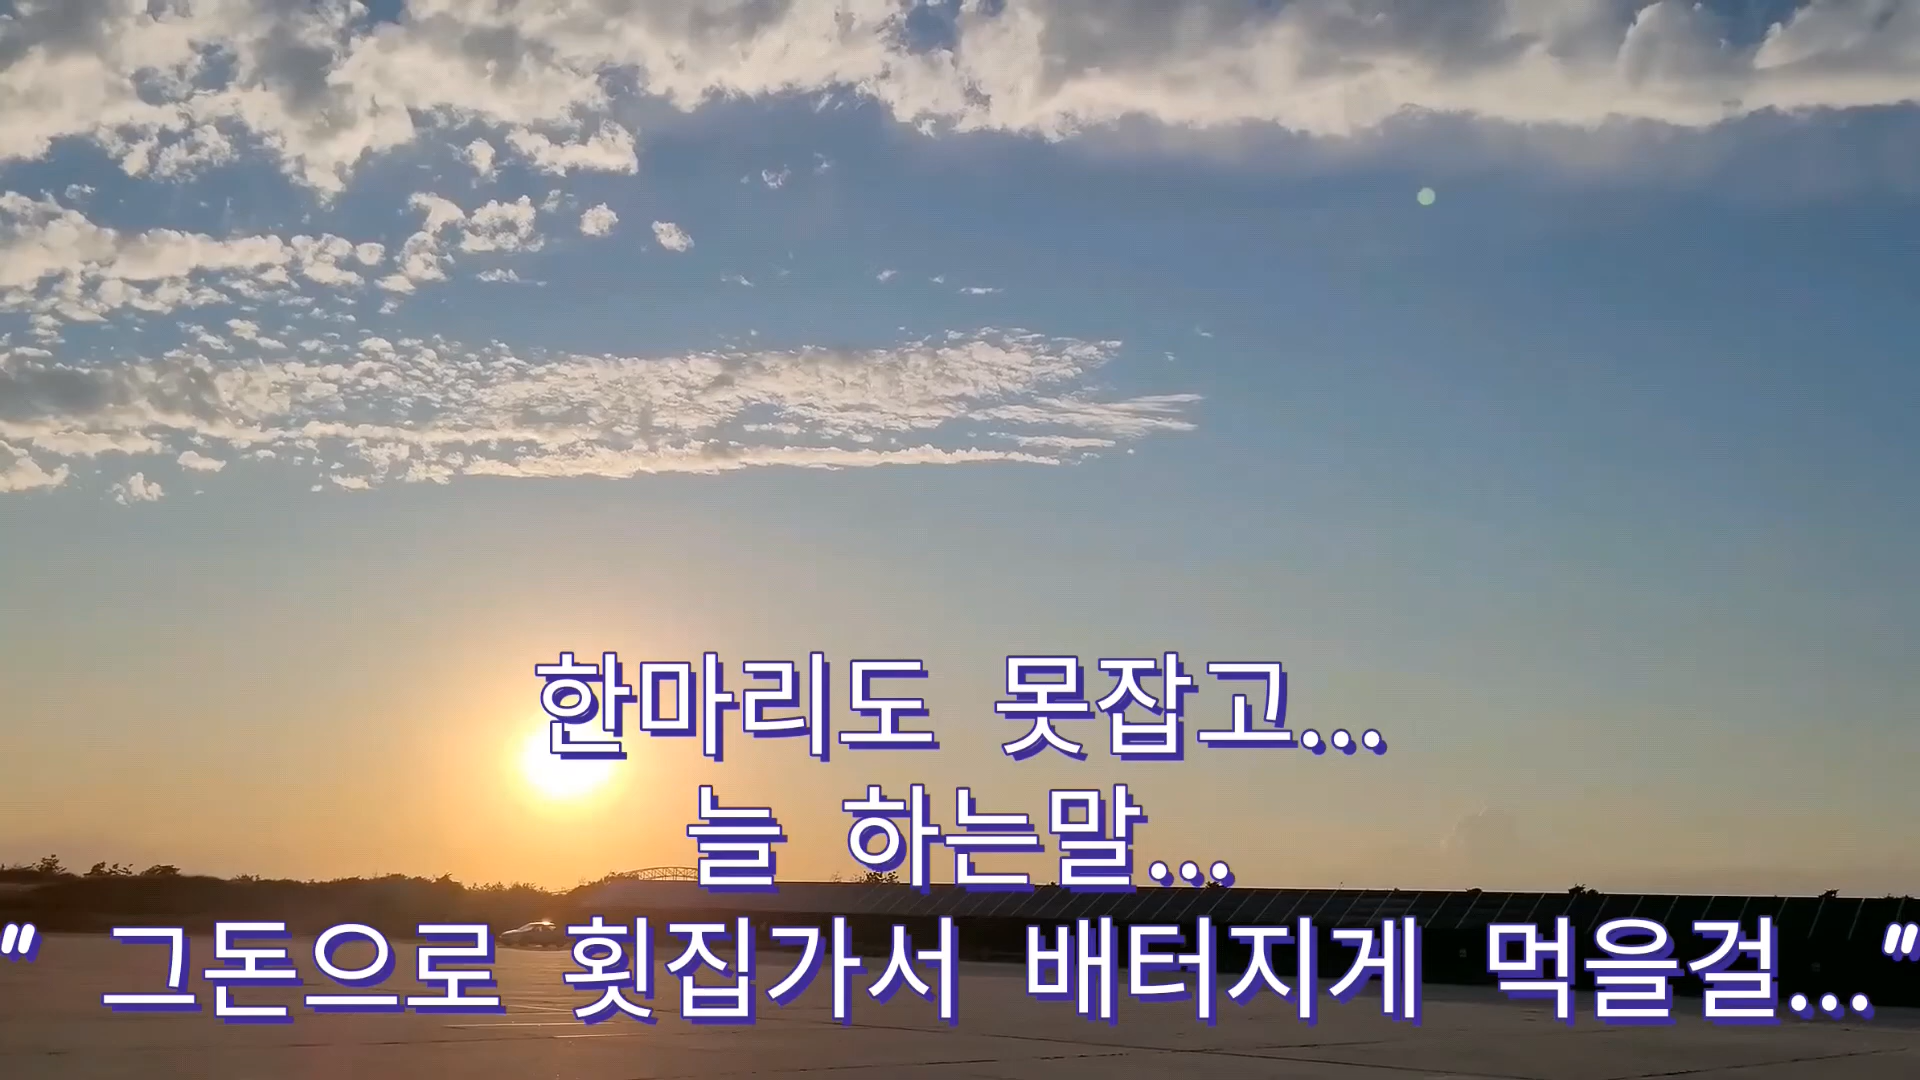 한마리도 못잡고...
늘 하는말...
" 그돈으로 횟집가서 배터지게 먹을걸... "